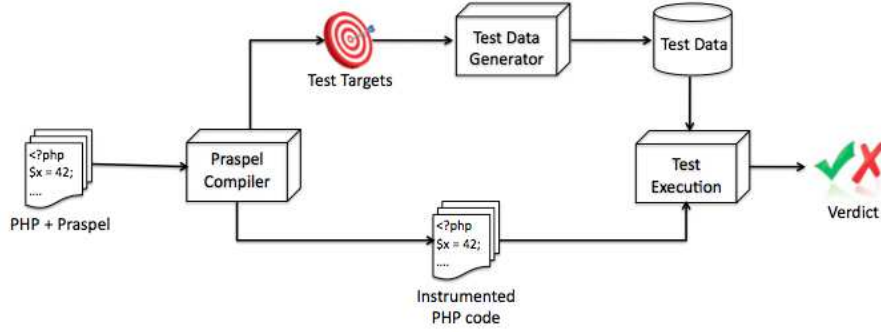 Test Targets
Test Data
Generator
Test Data
<?php
$x = 42;
....
PHP + Praspel
Praspel
Compiler
Test
Execution
Verdict
<?php
$x = 42;
....
Instrumented
PHP code